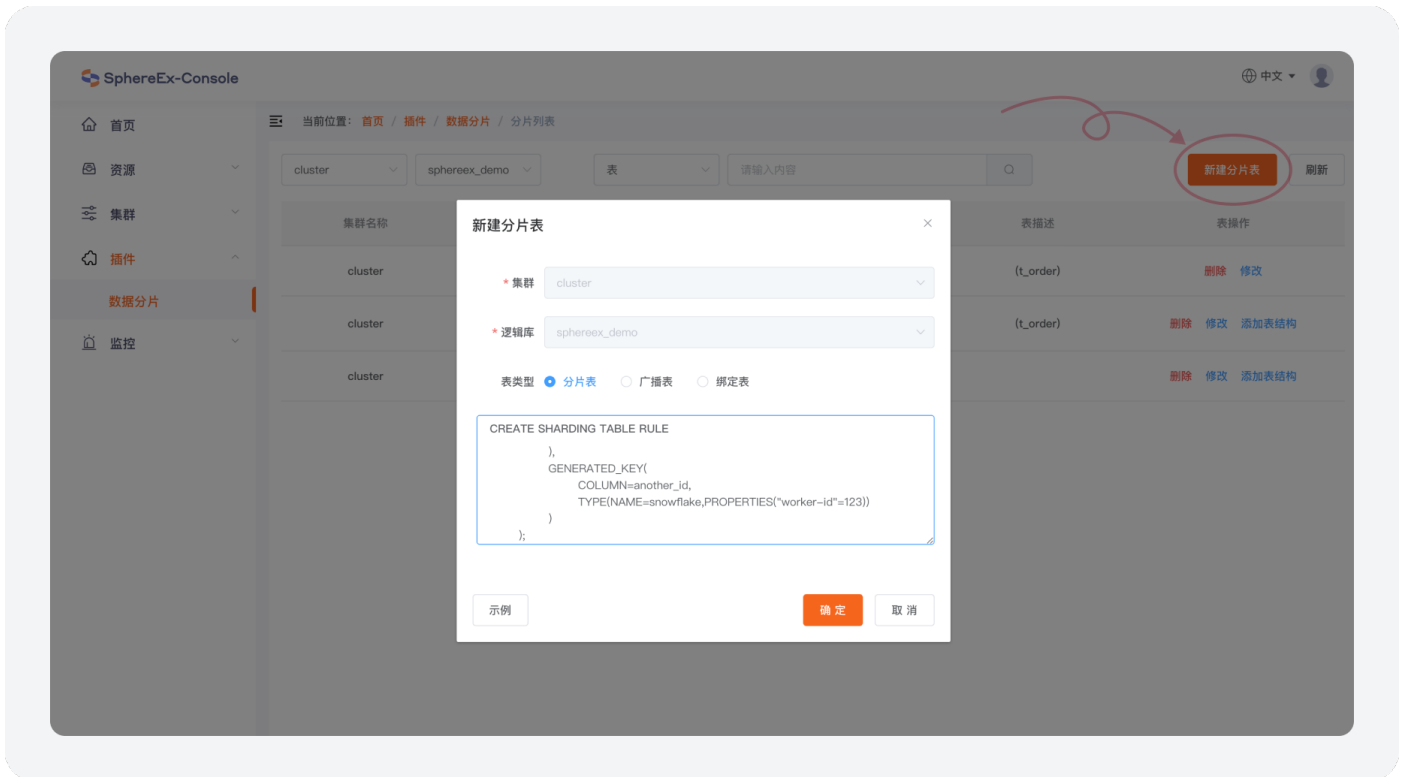 SphereEx-Console
中文
首页
资源
集群
插件
数据分片
监控
当前位置： 首页 / 插件 / 数据分片 / 分片列表
cluster
sphereex_demo
表
请输入内容
新建分片表
刷新
集群名称
表描述
表操作
cluster
(t_order)
删除 修改
cluster
(t_order)
删除 修改 添加表结构
cluster
删除 修改 添加表结构
新建分片表
* 集群
cluster
* 逻辑库
sphereex_demo
表类型 分片表 广播表 绑定表
CREATE SHARDING TABLE RULE
),
GENERATED_KEY(
COLUMN=another_id,
TYPE(NAME=snowflake,PROPERTIES("worker-id"=123))
)
);
示例
确 定
取 消